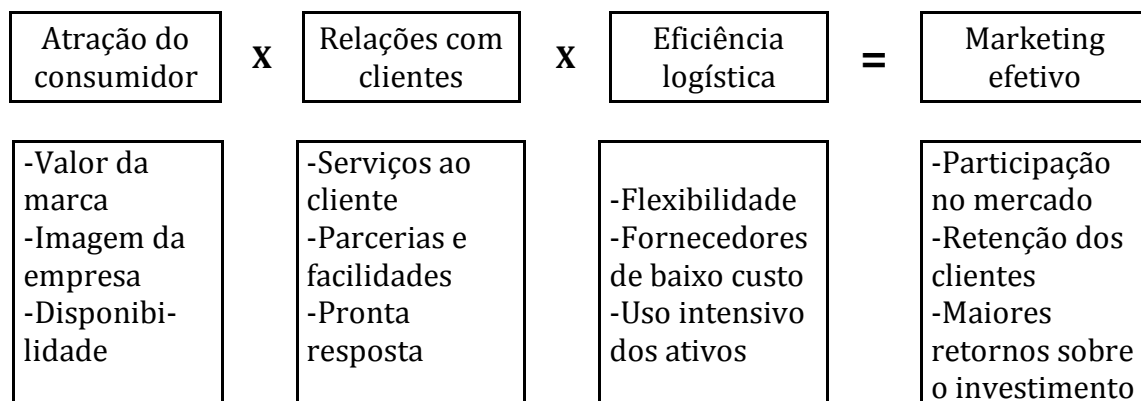 Atração do
consumidor
X
Relações com
clientes
X
Eficiência
logística
=
Marketing
efetivo
-Valor da
marca
-Imagem da
empresa
-Disponibi-
lidade
-Serviços ao
cliente
-Parcerias e
facilidades
-Pronta
resposta
-Flexibilidade
-Fornecedores
de baixo custo
-Uso intensivo
dos ativos
-Participação
no mercado
-Retenção dos
clientes
-Maiores
retornos sobre
o investimento